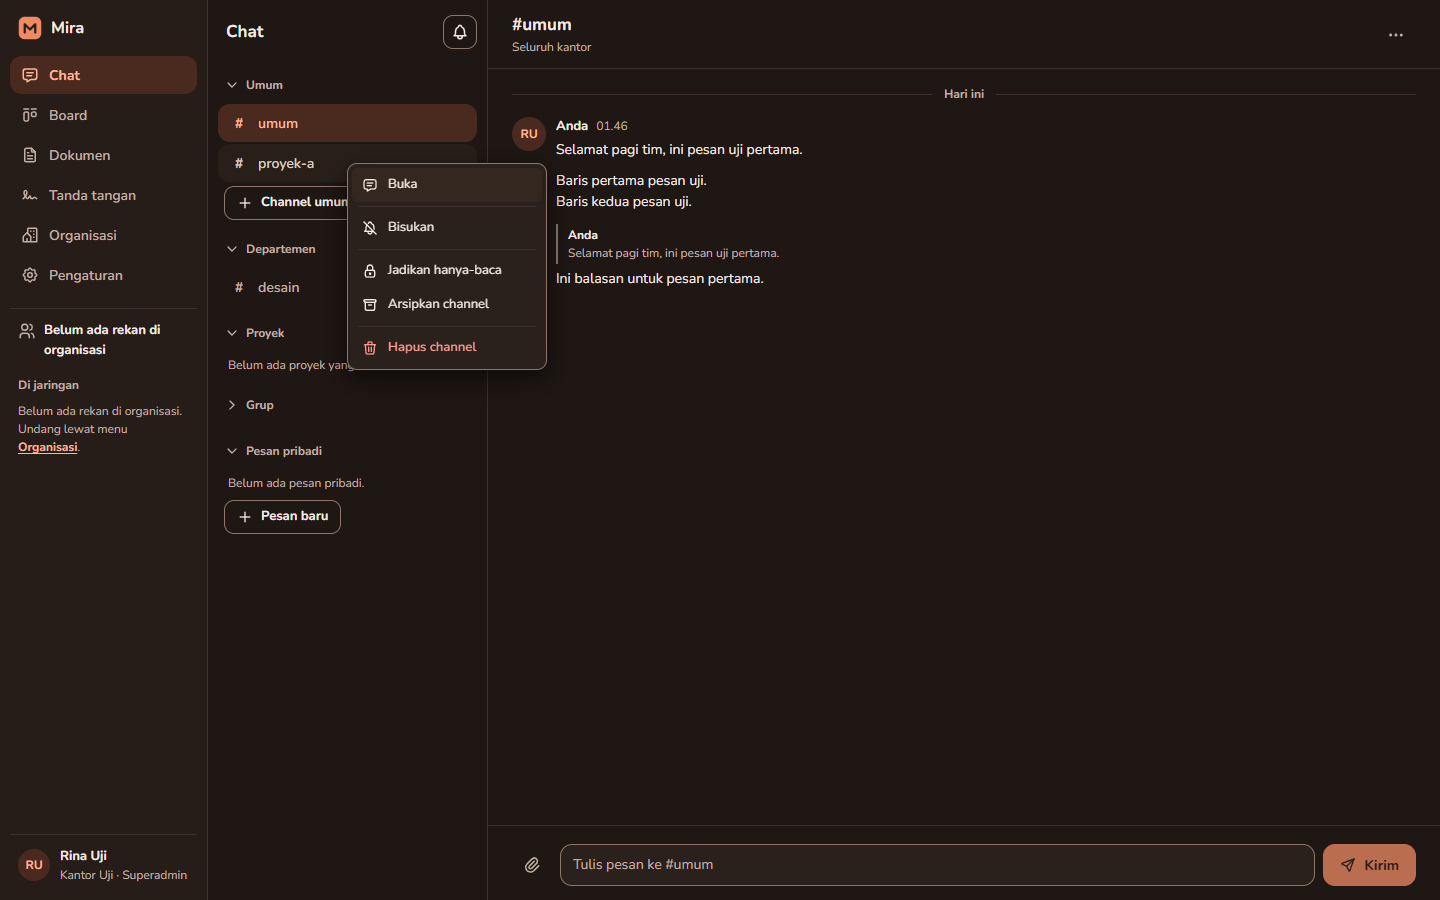 Mira
Chat
Board
Dokumen
Tanda tangan
Organisasi
Pengaturan
Belum ada rekan di
organisasi
Di jaringan
Belum ada rekan di organisasi.
Undang lewat menu
Organisasi.
RU
Rina Uji
Kantor Uji · Superadmin
Chat
Umum
# umum
# proyek-a
Channel umum
Departemen
# desain
Proyek
Belum ada proyek yang
Grup
Pesan pribadi
Belum ada pesan pribadi.
Pesan baru
Buka
Bisukan
Jadikan hanya-baca
Arsipkan channel
Hapus channel
#umum
Seluruh kantor
Hari ini
RU
Anda 01.46
Selamat pagi tim, ini pesan uji pertama.
Baris pertama pesan uji.
Baris kedua pesan uji.
Anda
Selamat pagi tim, ini pesan uji pertama.
Ini balasan untuk pesan pertama.
Tulis pesan ke #umum
Kirim